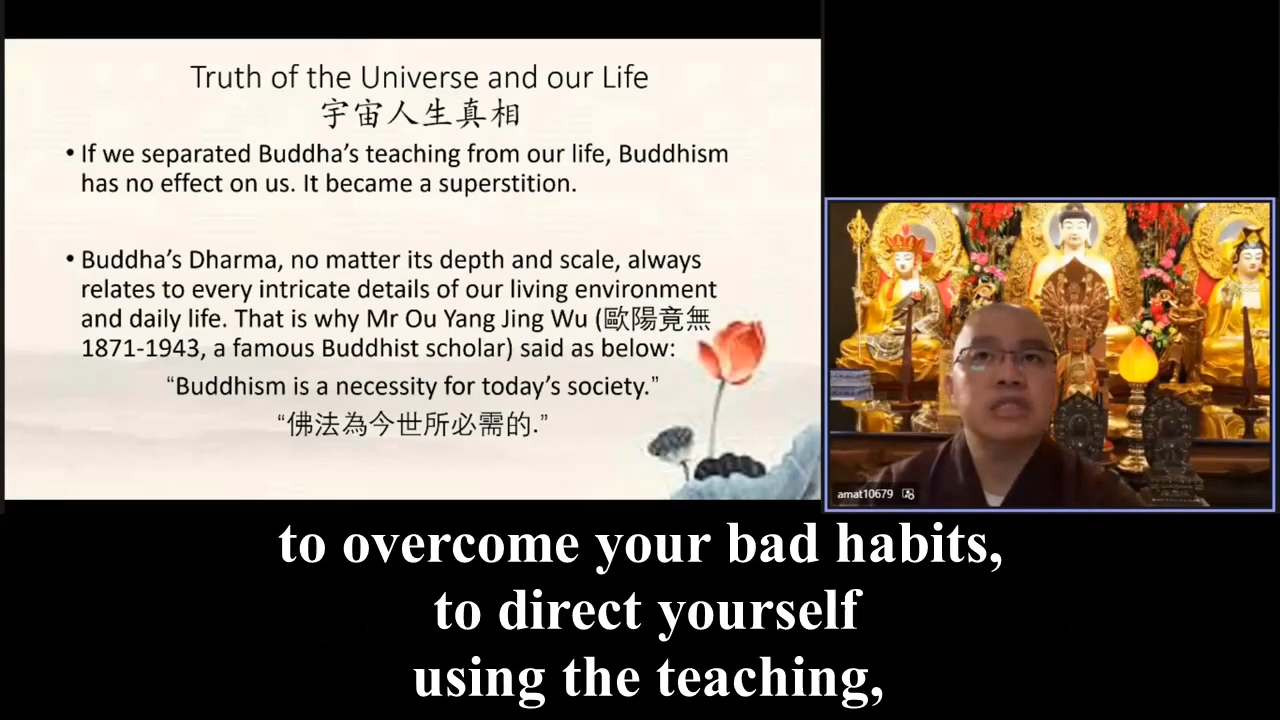 Truth of the Universe and our Life
宇宙人生真相
• If we separated Buddha's teaching from our life, Buddhism
has no effect on us. It became a superstition.
• Buddha's Dharma, no matter its depth and scale, always
relates to every intricate details of our living environment
and daily life. That is why Mr Ou Yang Jing Wu (歐陽竟無
1871-1943, a famous Buddhist scholar) said as below:
“Buddhism is a necessity for today's society.”
“佛法為今世所必需的.”
amat10679
to overcome your bad habits,
to direct yourself
using the teaching,